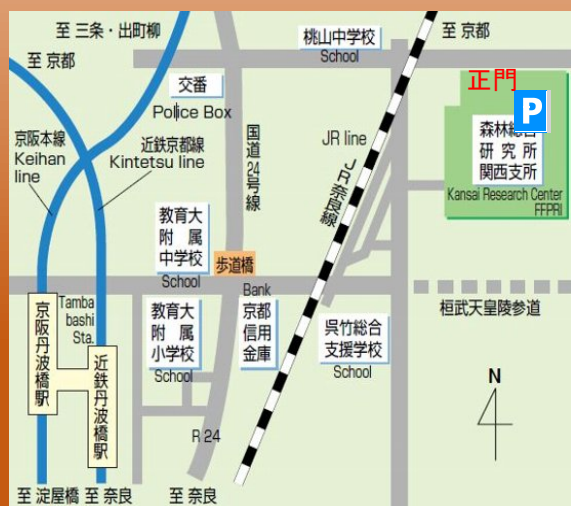 至 三条・出町柳
至 京都
桃山中学校
School
至 京都
正門
交番
Police Box
P
京阪本線
Keihan
line
近鉄京都線
Kintetsu line
国道24号線
JR line
JR奈良線
森林総合
研究所
関西支所
Kansai Research Center
FFPRI
教育大
附属
中学校
School
歩道橋
Bank
Tamba
bashi
Sta.
京阪丹波橋駅
近鉄丹波橋駅
教育大
附属
小学校
School
京都
信用
金庫
呉竹総合
支援学校
School
桓武天皇陵参道
N
R 24
至 淀屋橋
至 奈良
至 奈良